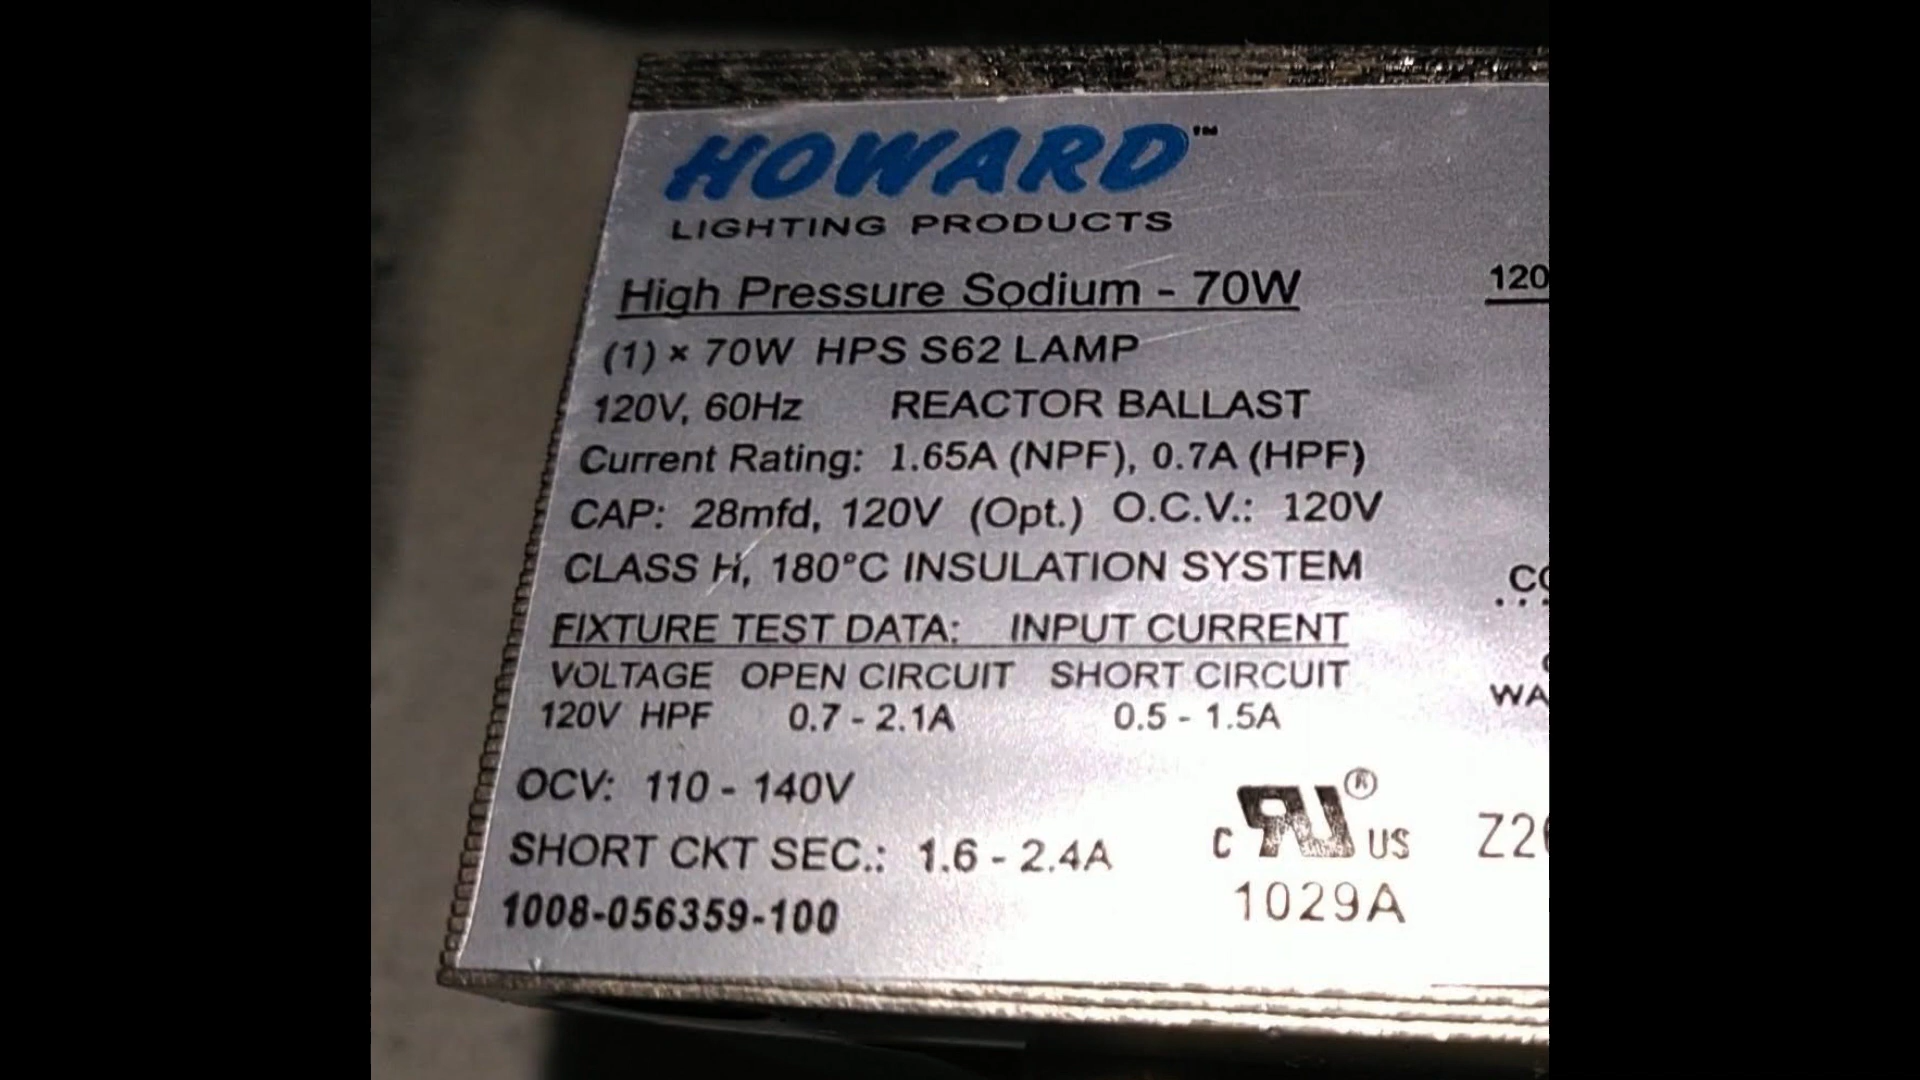 HOWARD™
LIGHTING PRODUCTS
High Pressure Sodium - 70W
120
(1) × 70W HPS S62 LAMP
120V, 60Hz REACTOR BALLAST
Current Rating: 1.65A (NPF), 0.7A (HPF)
CAP: 28mfd, 120V (Opt.) O.C.V.: 120V
CLASS H, 180°C INSULATION SYSTEM
FIXTURE TEST DATA: INPUT CURRENT
VOLTAGE OPEN CIRCUIT SHORT CIRCUIT
120V HPF 0.7 - 2.1A 0.5 - 1.5A
WA
OCV: 110 - 140V
SHORT CKT SEC.: 1.6 - 2.4A
c RU® US
Z2
1029A
1008-056359-100